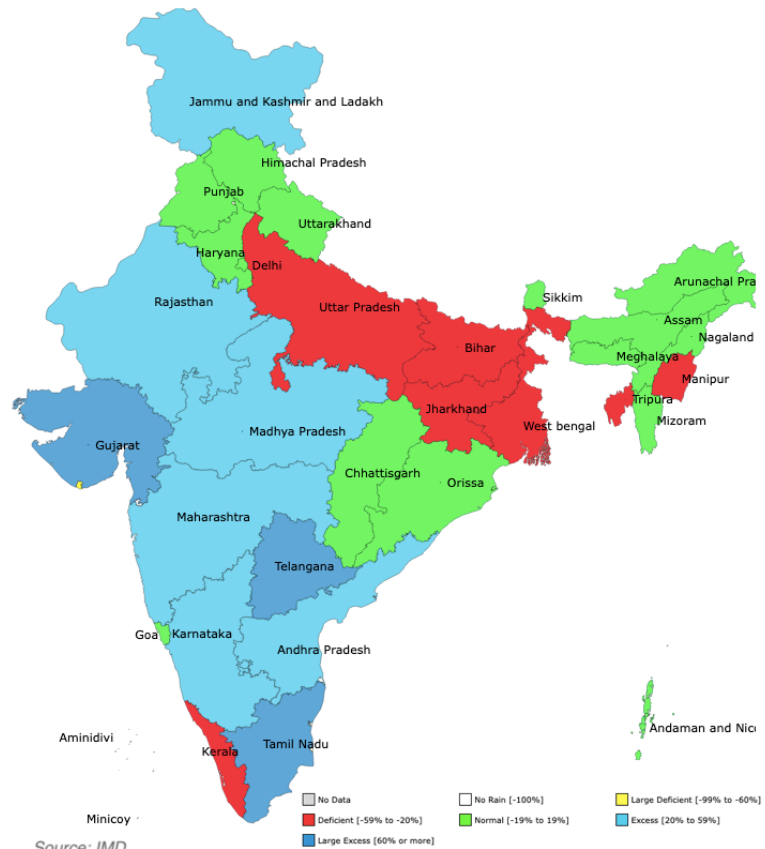 Jammu and Kashmir and Ladakh
Himachal Pradesh
Punjab
Uttarakhand
Haryana
Delhi
Rajasthan
Uttar Pradesh
Sikkim
Arunachal Pra
Assam
Nagaland
Bihar
Meghalaya
Manipur
Tripura
Mizoram
Jharkhand
West bengal
Madhya Pradesh
Gujarat
Chhattisgarh
Orissa
Maharashtra
Telangana
Goa
Karnataka
Andhra Pradesh
Andaman and Nic
Aminidivi
Kerala
Tamil Nadu
Minicoy
No Data
No Rain [-100%]
Large Deficient [-99% to -60%]
Deficient [-59% to -20%]
Normal [-19% to 19%]
Excess [20% to 59%]
Large Excess [60% or more]
Source: IMD